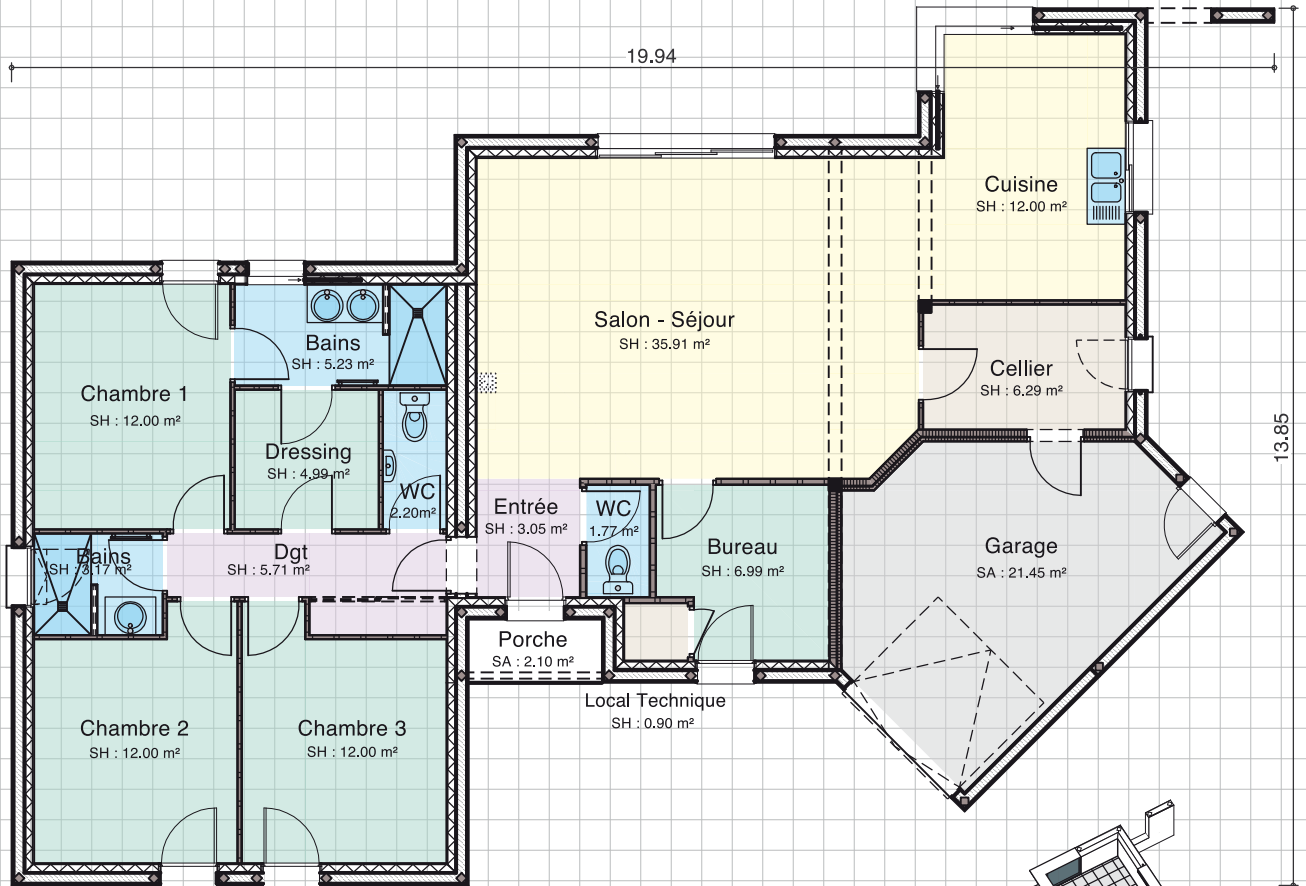 19.94
Cuisine
SH : 12.00 m²
Salon - Séjour
SH : 35.91 m²
Bains
SH : 5.23 m²
Cellier
SH : 6.29 m²
Chambre 1
SH : 12.00 m²
13.85
Dressing
SH : 4.99 m²
WC
2.20m²
Entrée
SH : 3.05 m²
WC
1.77 m²
Bureau
SH : 6.99 m²
Garage
SA : 21.45 m²
Bains
SH : 3.17 m²
Dgt
SH : 5.71 m²
Porche
SA : 2.10 m²
Local Technique
SH : 0.90 m²
Chambre 2
SH : 12.00 m²
Chambre 3
SH : 12.00 m²